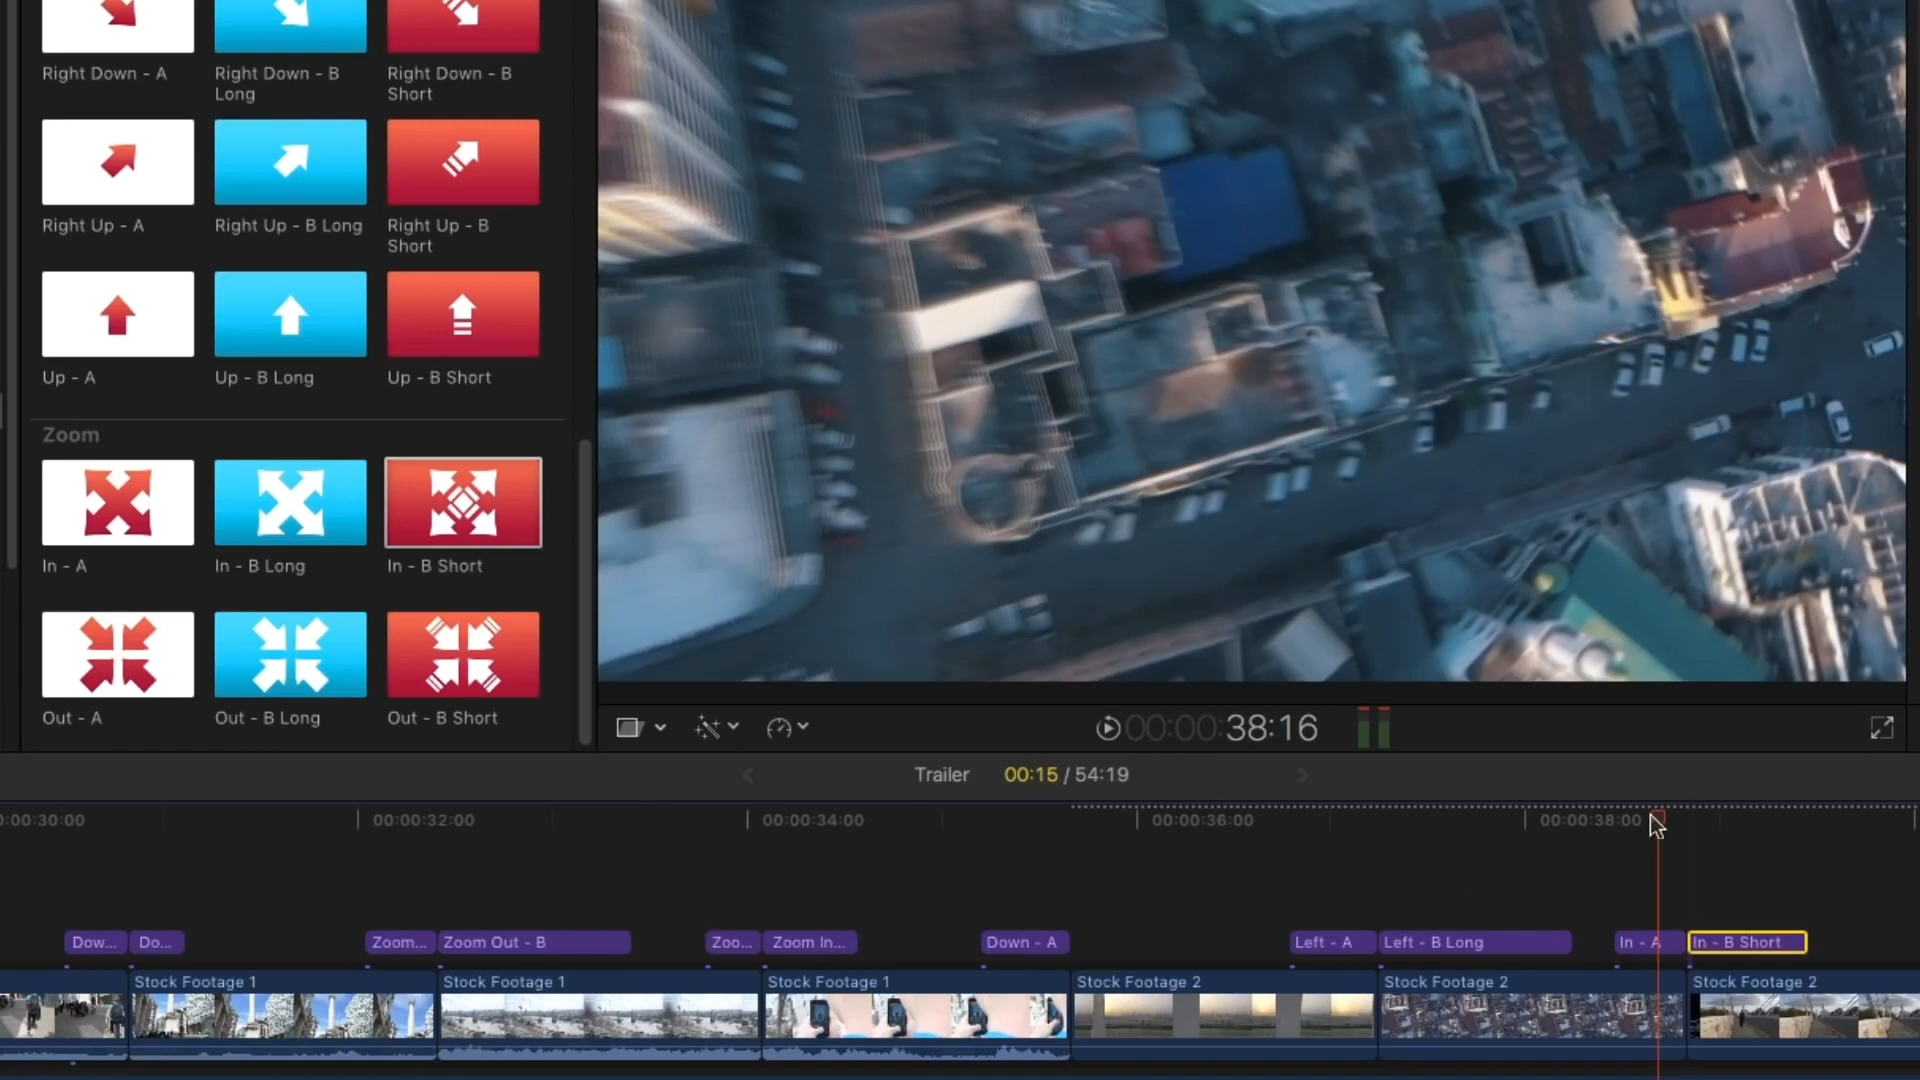 Right Down - A
Right Down - B
Long
Right Down - B
Short
Right Up - A
Right Up - B Long
Right Up - B
Short
Up - A
Up - B Long
Up - B Short
Zoom
In - A
In - B Long
In - B Short
Out - A
Out - B Long
Out - B Short
00:00:38:16
Trailer
00:15 / 54:19
0:00:30:00
00:00:32:00
00:00:34:00
00:00:36:00
00:00:38:00
Dow...
Do...
Zoom...
Zoom Out - B
Zoo...
Zoom In...
Down - A
Left - A
Left - B Long
In - A
In - B Short
Stock Footage 1
Stock Footage 1
Stock Footage 1
Stock Footage 2
Stock Footage 2
Stock Footage 2